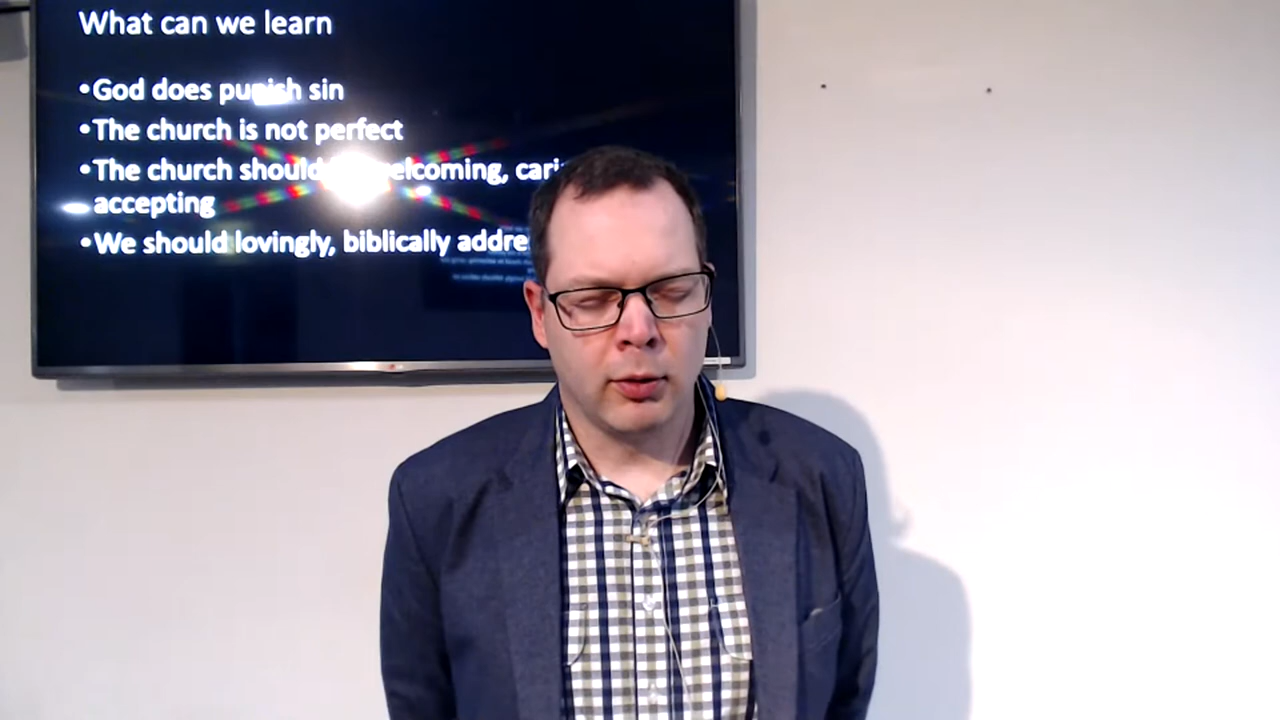 What can we learn
•God does punish sin
•The church is not perfect
•The church should welcoming,
accepting
•We should lovingly, biblically